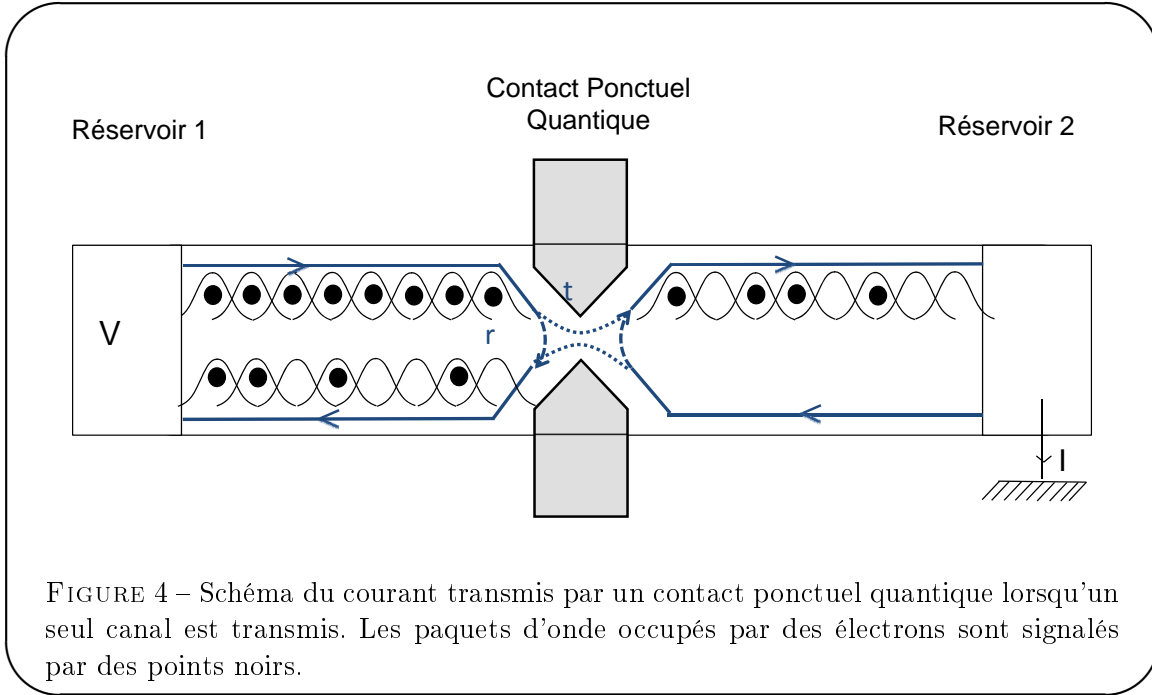 Contact Ponctuel
Quantique
Réservoir 1
Réservoir 2
t
r
V
I
FIGURE 4 – Schéma du courant transmis par un contact ponctuel quantique lorsqu'un
seul canal est transmis. Les paquets d'onde occupés par des électrons sont signalés
par des points noirs.